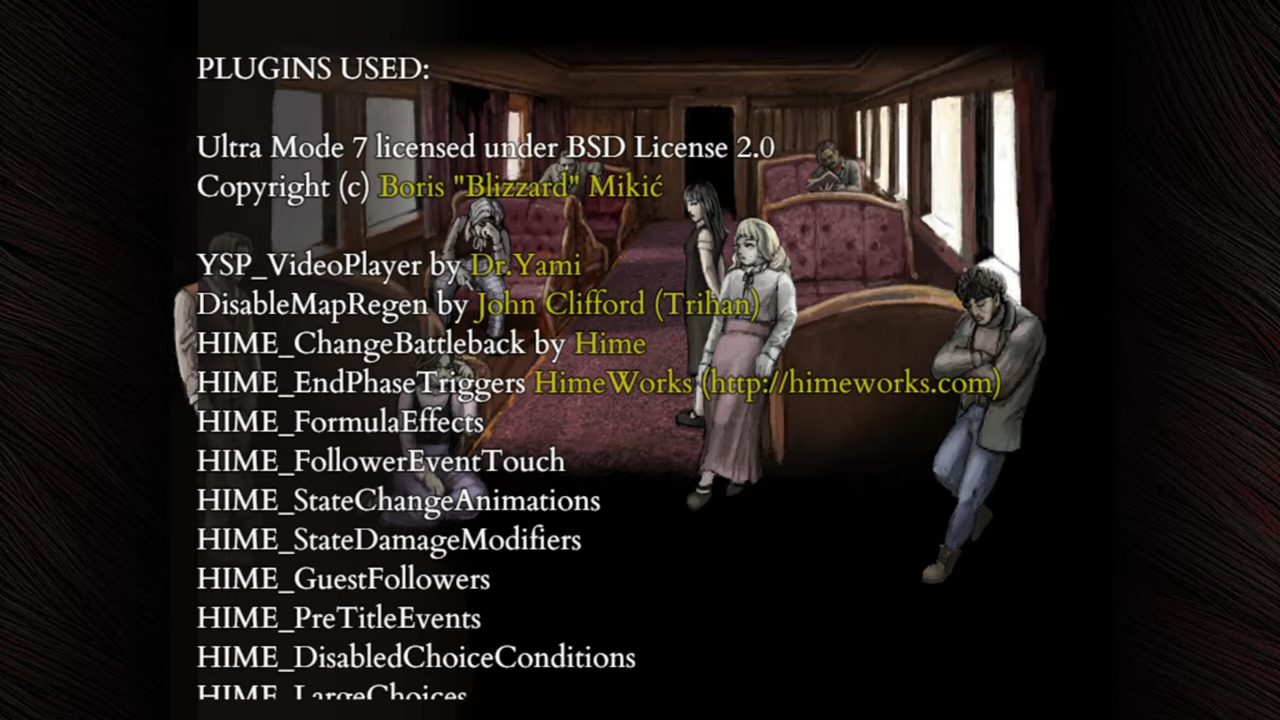 PLUGINS USED:
Ultra Mode 7 licensed under BSD License 2.0
Copyright (c) Boris "Blizzard" Mikić
YSP_VideoPlayer by Dr.Yami
DisableMapRegen by John Clifford (Trihan)
HIME_ChangeBattleback by Hime
HIME_EndPhaseTriggers HimeWorks (http://himeworks.com)
HIME_FormulaEffects
HIME_FollowerEventTouch
HIME_StateChangeAnimations
HIME_StateDamageModifiers
HIME_GuestFollowers
HIME_PreTitleEvents
HIME_DisabledChoiceConditions
HIME_LargeChoices